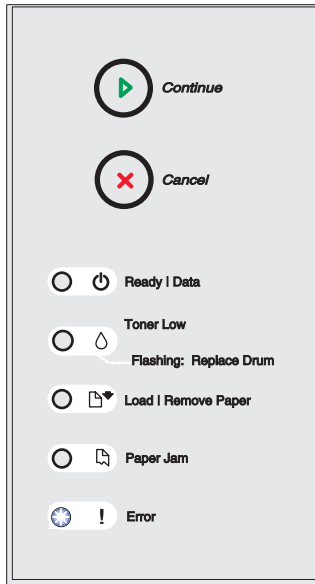 Continue
Cancel
Ready | Data
Toner Low
Flashing: Replace Drum
Load | Remove Paper
Paper Jam
! Error